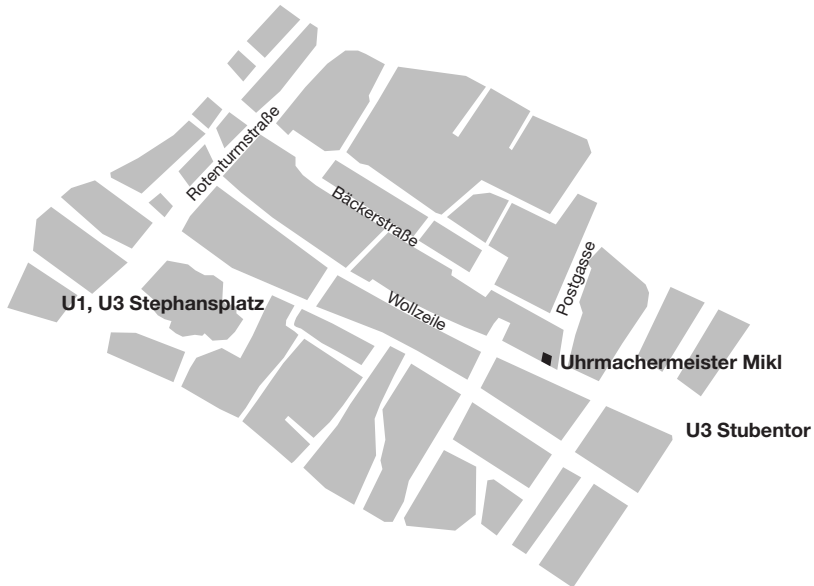 Rotenturmstraße
Bäckerstraße
Postgasse
U1, U3 Stephansplatz
Wollzeile
Uhrmachermeister Mikl
U3 Stubentor